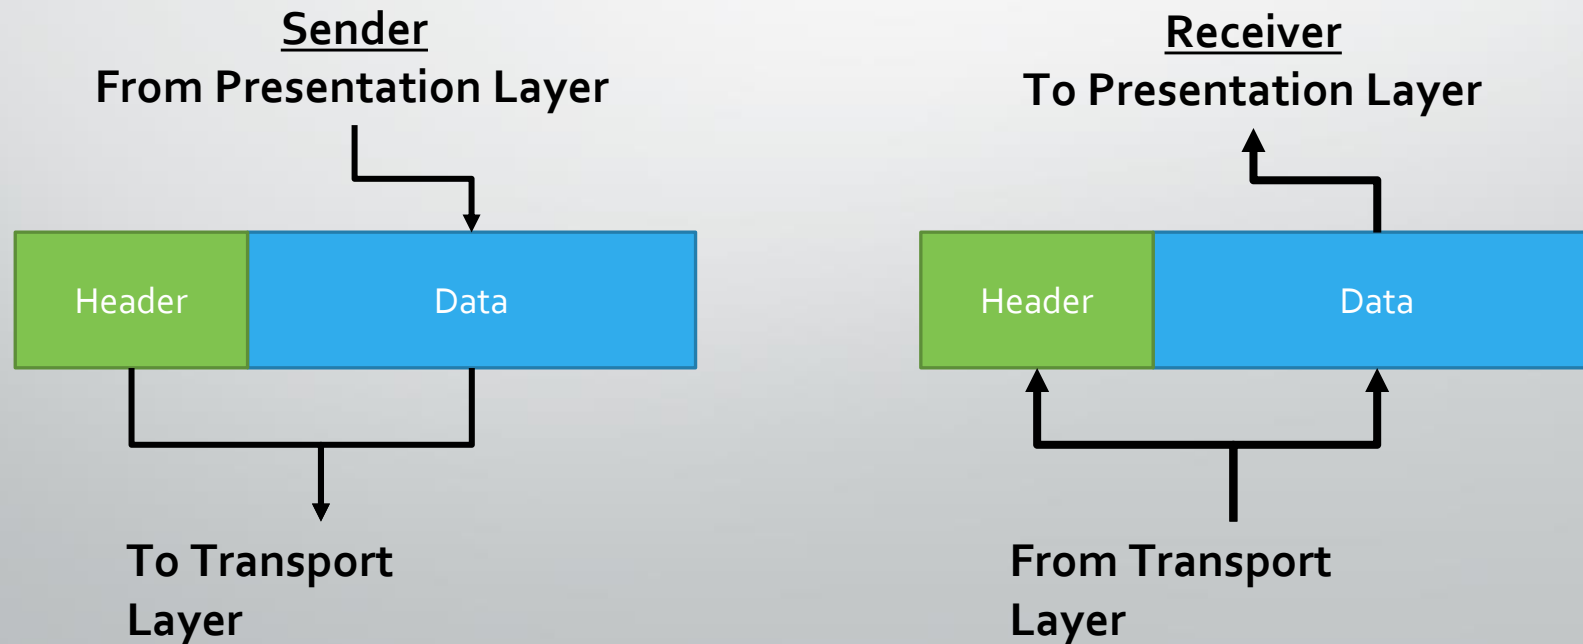 Sender
From Presentation Layer
Header
Data
To Transport
Layer
Receiver
To Presentation Layer
Header
Data
From Transport
Layer